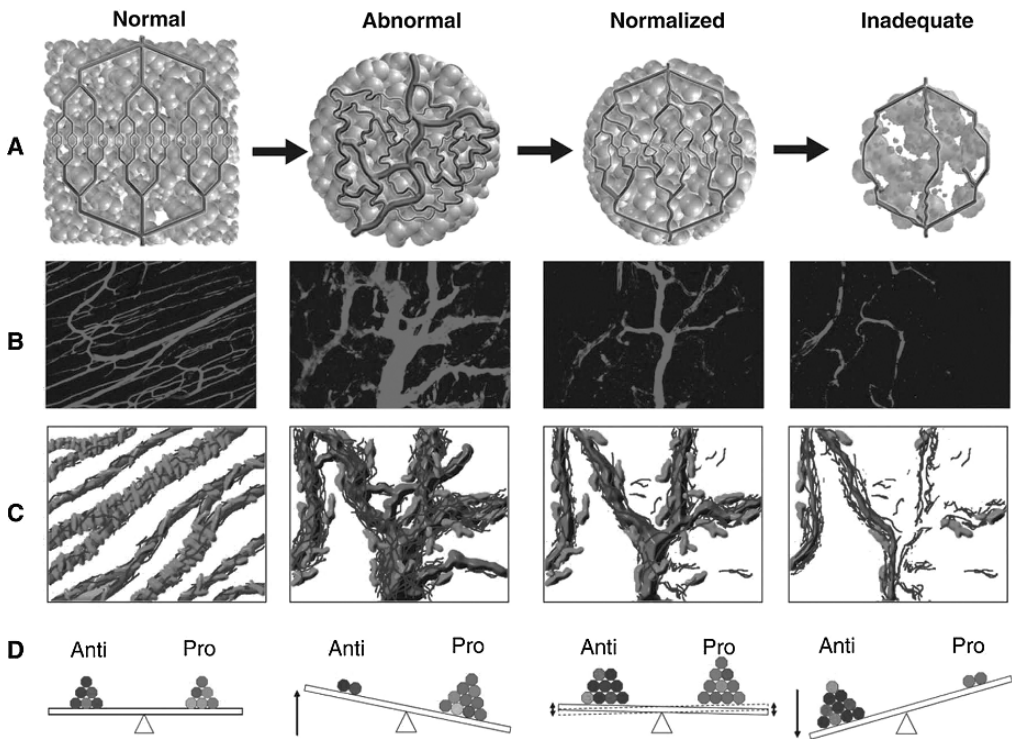 Normal Abnormal Normalized Inadequate
A
B
C
D Anti Pro Anti Pro Anti Pro Anti Pro